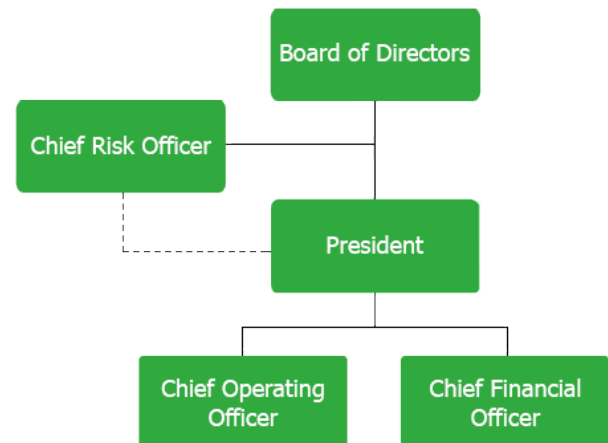 Board of Directors
Chief Risk Officer
President
Chief Operating
Officer
Chief Financial
Officer